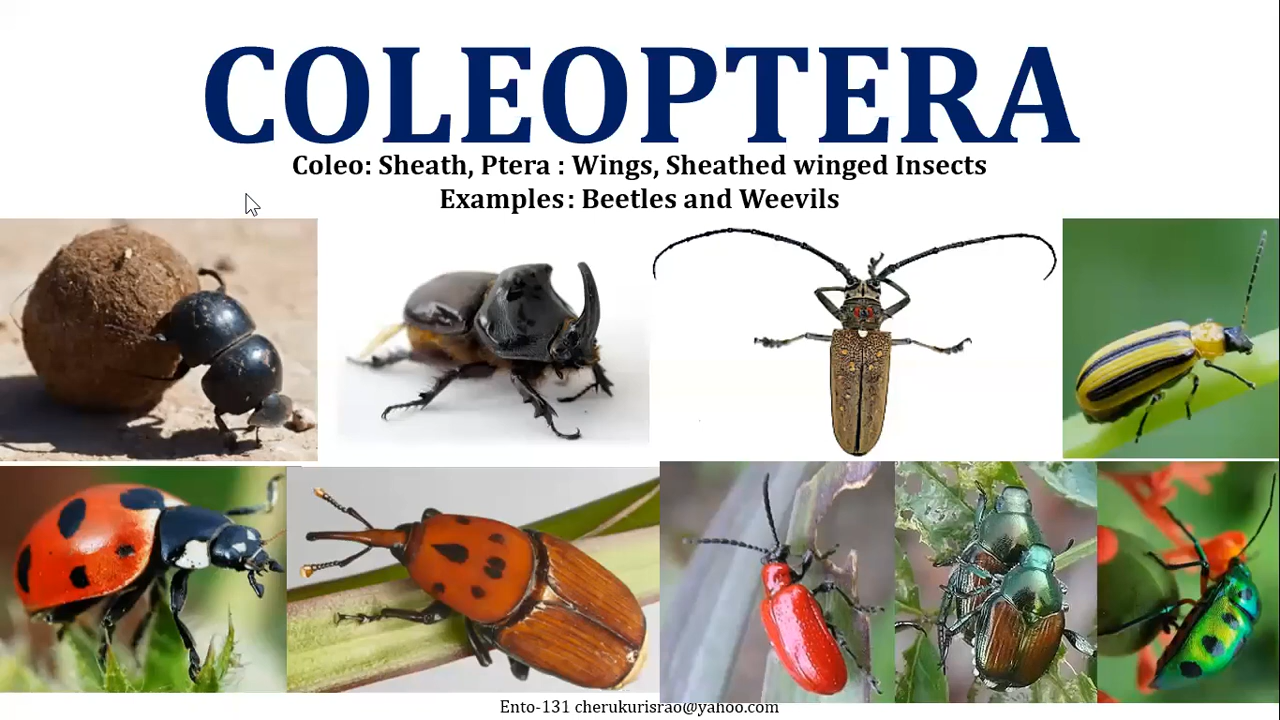 COLEOPTERA
Coleo: Sheath, Ptera : Wings, Sheathed winged Insects
Examples: Beetles and Weevils
Ento-131 cherukurisrao@yahoo.com